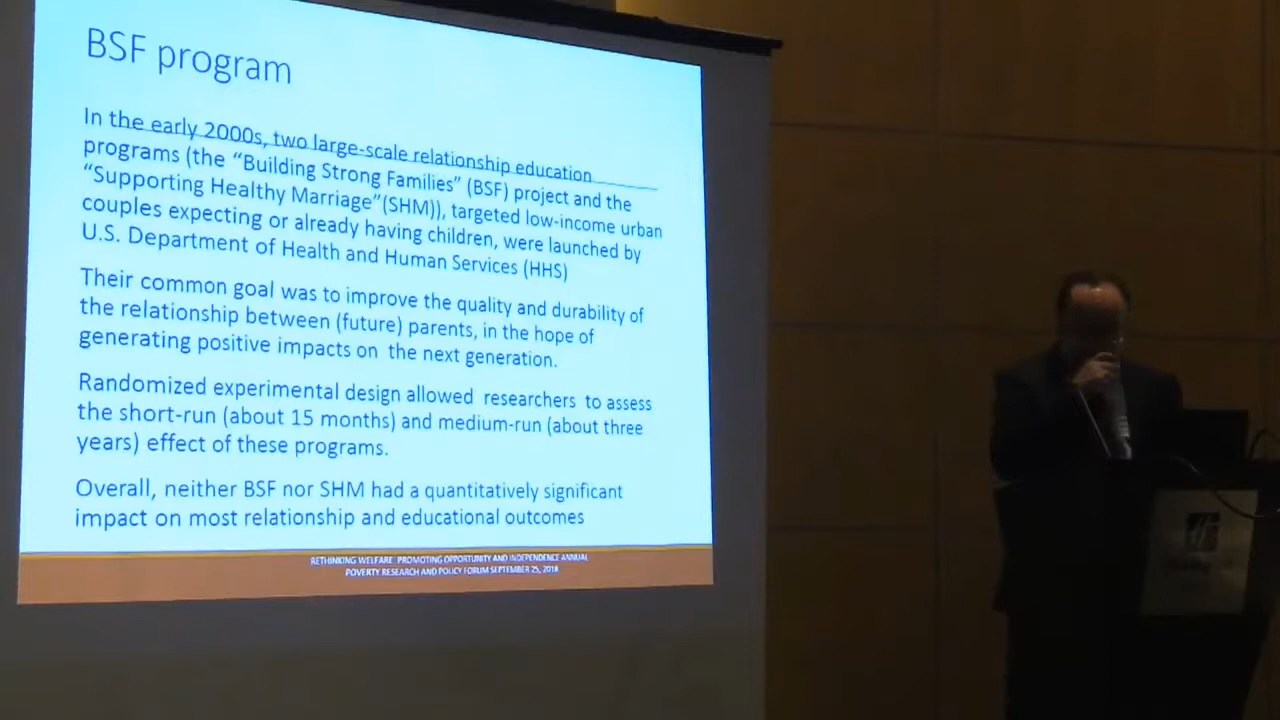 BSF program
In the early 2000s, two large-scale relationship education
programs (the “Building Strong Families” (BSF) project and the
“Supporting Healthy Marriage”(SHM)), targeted low-income urban
couples expecting or already having children, were launched by
U.S. Department of Health and Human Services (HHS)
Their common goal was to improve the quality and durability of
the relationship between (future) parents, in the hope of
generating positive impacts on the next generation.
Randomized experimental design allowed researchers to assess
the short-run (about 15 months) and medium-run (about three
years) effect of these programs.
Overall, neither BSF nor SHM had a quantitatively significant
impact on most relationship and educational outcomes
RETHINKING WELFARE: PROMOTING OPPORTUNITY AND INDEPENDENCE ANNUAL
POVERTY RESEARCH AND POLICY FORUM SEPTEMBER 25, 2018